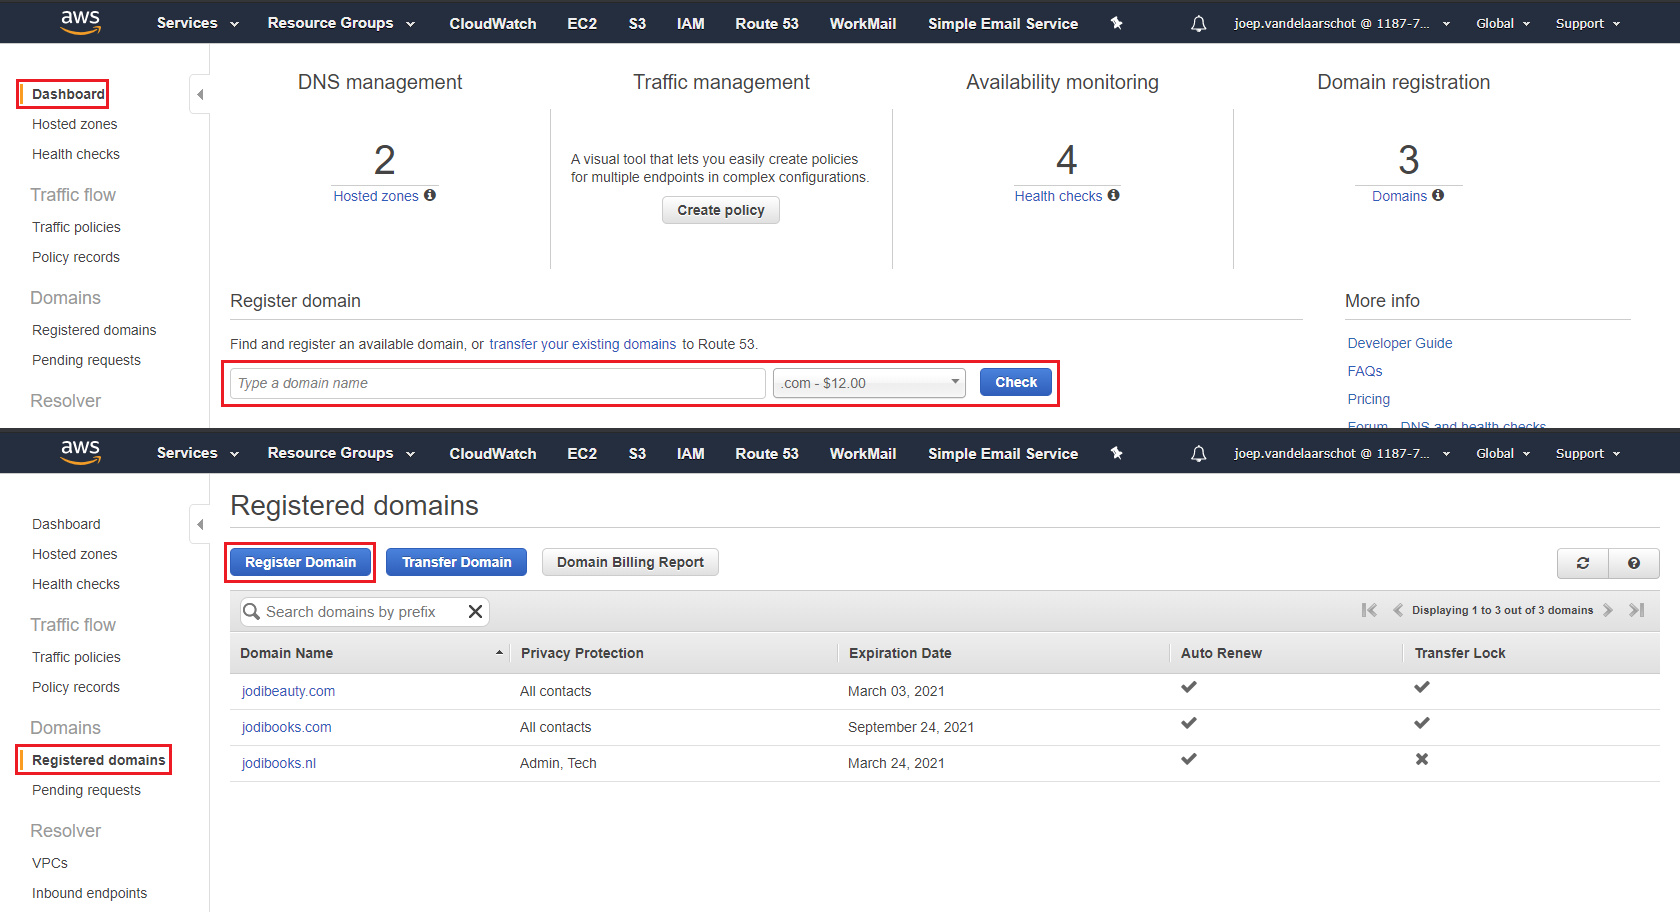 aws Services Resource Groups CloudWatch EC2 S3 IAM Route 53 WorkMail Simple Email Service joep.vandelaarschot @ 1187-7... Global Support
Dashboard
Hosted zones
Health checks
Traffic flow
Traffic policies
Policy records
Domains
Registered domains
Pending requests
Resolver
DNS management Traffic management Availability monitoring Domain registration
2
Hosted zones
A visual tool that lets you easily create policies
for multiple endpoints in complex configurations.
Create policy
4
Health checks
3
Domains
Register domain
Find and register an available domain, or transfer your existing domains to Route 53.
Type a domain name .com - $12.00 Check
More info
Developer Guide
FAQs
Pricing
Forum - DNS and health checks
aws Services Resource Groups CloudWatch EC2 S3 IAM Route 53 WorkMail Simple Email Service joep.vandelaarschot @ 1187-7... Global Support
Dashboard
Hosted zones
Health checks
Traffic flow
Traffic policies
Policy records
Domains
Registered domains
Pending requests
Resolver
VPCs
Inbound endpoints
Registered domains
Register Domain Transfer Domain Domain Billing Report
Search domains by prefix Displaying 1 to 3 out of 3 domains
Domain Name Privacy Protection Expiration Date Auto Renew Transfer Lock
jodibeauty.com All contacts March 03, 2021
jodibooks.com All contacts September 24, 2021
jodibooks.nl Admin, Tech March 24, 2021